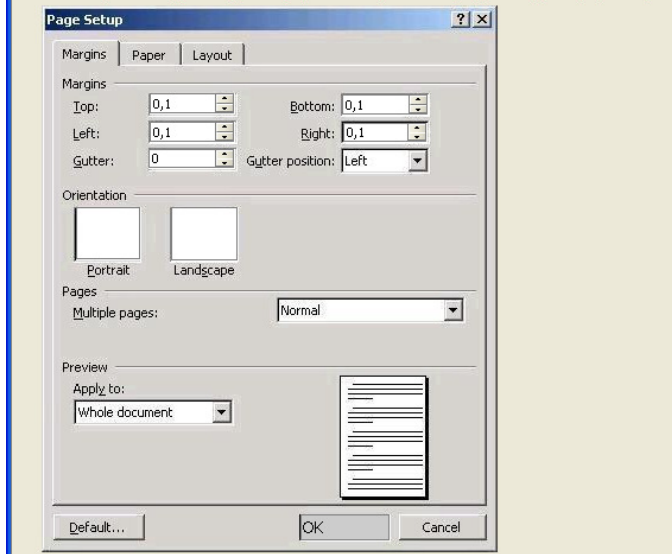 Page Setup
Margins Paper Layout
Margins
Top: 0,1 Bottom: 0,1
Left: 0,1 Right: 0,1
Gutter: 0 Gutter position: Left
Orientation
Portrait Landscape
Pages
Multiple pages: Normal
Preview
Apply to:
Whole document
Default... OK Cancel